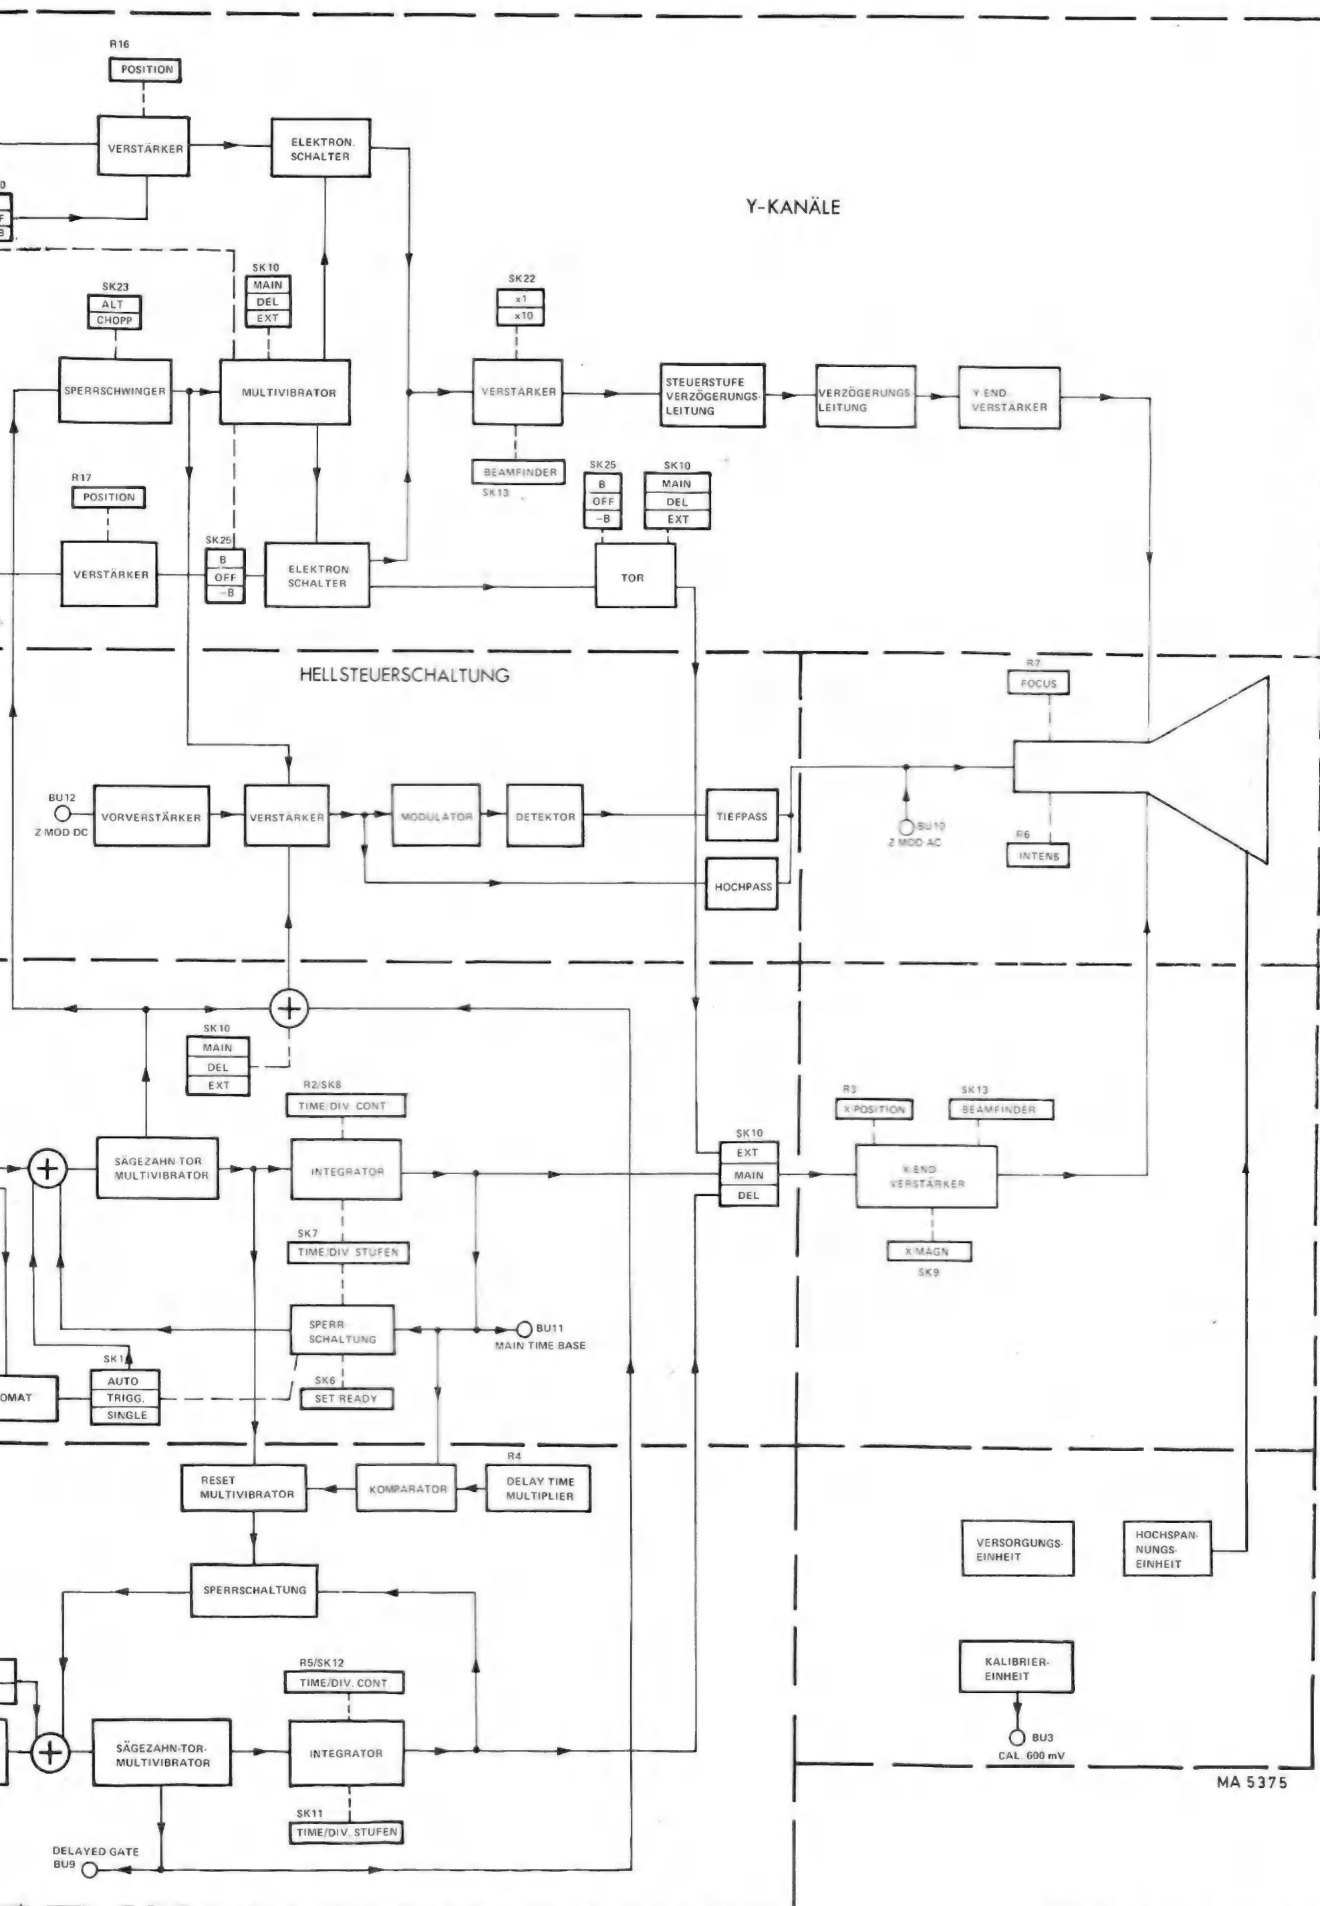 R16
POSITION
VERSTÄRKER
ELEKTRON.
SCHALTER
Y-KANÄLE
SK23
ALT
CHOPP
SK10
MAIN
DEL
EXT
SK22
x1
x10
SPERRSCHWINGER
MULTIVIBRATOR
VERSTÄRKER
STEUERSTUFE
VERZÖGERUNGS-
LEITUNG
VERZÖGERUNGS
LEITUNG
Y END-
VERSTÄRKER
BEAMFINDER
SK13
R17
POSITION
SK25
B
OFF
-B
SK10
MAIN
DEL
EXT
VERSTÄRKER
SK25
B
OFF
-B
ELEKTRON
SCHALTER
TOR
HELLSTEUERSCHALTUNG
R7
FOCUS
BU12
Z MOD DC
VORVERSTÄRKER
VERSTÄRKER
MODULATOR
DETEKTOR
TIEFPASS
BU10
Z MOD AC
R6
INTENS
HOCHPASS
SK10
MAIN
DEL
EXT
R2/SK8
TIME/DIV. CONT
R3
X POSITION
SK13
BEAMFINDER
SÄGEZAHN-TOR
MULTIVIBRATOR
INTEGRATOR
SK10
EXT
MAIN
DEL
X-END
VERSTÄRKER
SK7
TIME/DIV. STUFEN
X MAGN
SK9
SPERR
SCHALTUNG
BU11
MAIN TIME BASE
SK1
AUTO
TRIGG.
SINGLE
OMAT
SK6
SET READY
RESET
MULTIVIBRATOR
KOMPARATOR
R4
DELAY TIME
MULTIPLIER
VERSORGUNGS-
EINHEIT
HOCHSPAN-
NUNGS-
EINHEIT
SPERRSCHALTUNG
R5/SK12
TIME/DIV. CONT.
KALIBRIER-
EINHEIT
BU3
CAL. 600 mV
SÄGEZAHN-TOR-
MULTIVIBRATOR
INTEGRATOR
SK11
TIME/DIV. STUFEN
DELAYED GATE
BU9
MA 5375